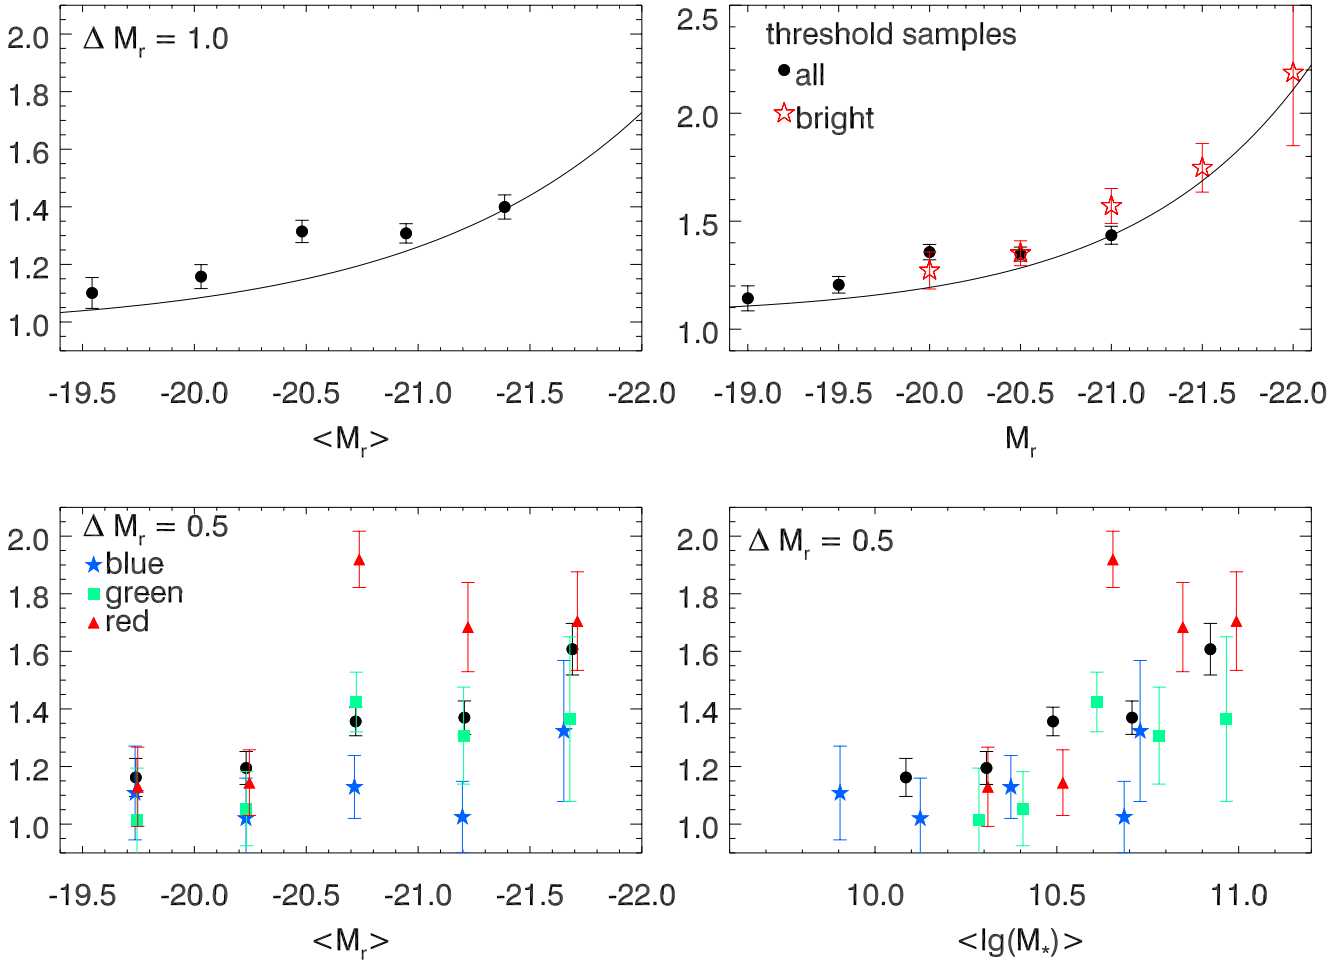 Δ M_r = 1.0
2.0
1.8
1.6
1.4
1.2
1.0
-19.5 -20.0 -20.5 -21.0 -21.5 -22.0
<M_r>
threshold samples
all
bright
2.5
2.0
1.5
1.0
-19.0 -19.5 -20.0 -20.5 -21.0 -21.5 -22.0
M_r
Δ M_r = 0.5
blue
green
red
2.0
1.8
1.6
1.4
1.2
1.0
-19.5 -20.0 -20.5 -21.0 -21.5 -22.0
<M_r>
Δ M_r = 0.5
2.0
1.8
1.6
1.4
1.2
1.0
10.0 10.5 11.0
<lg(M_*)>